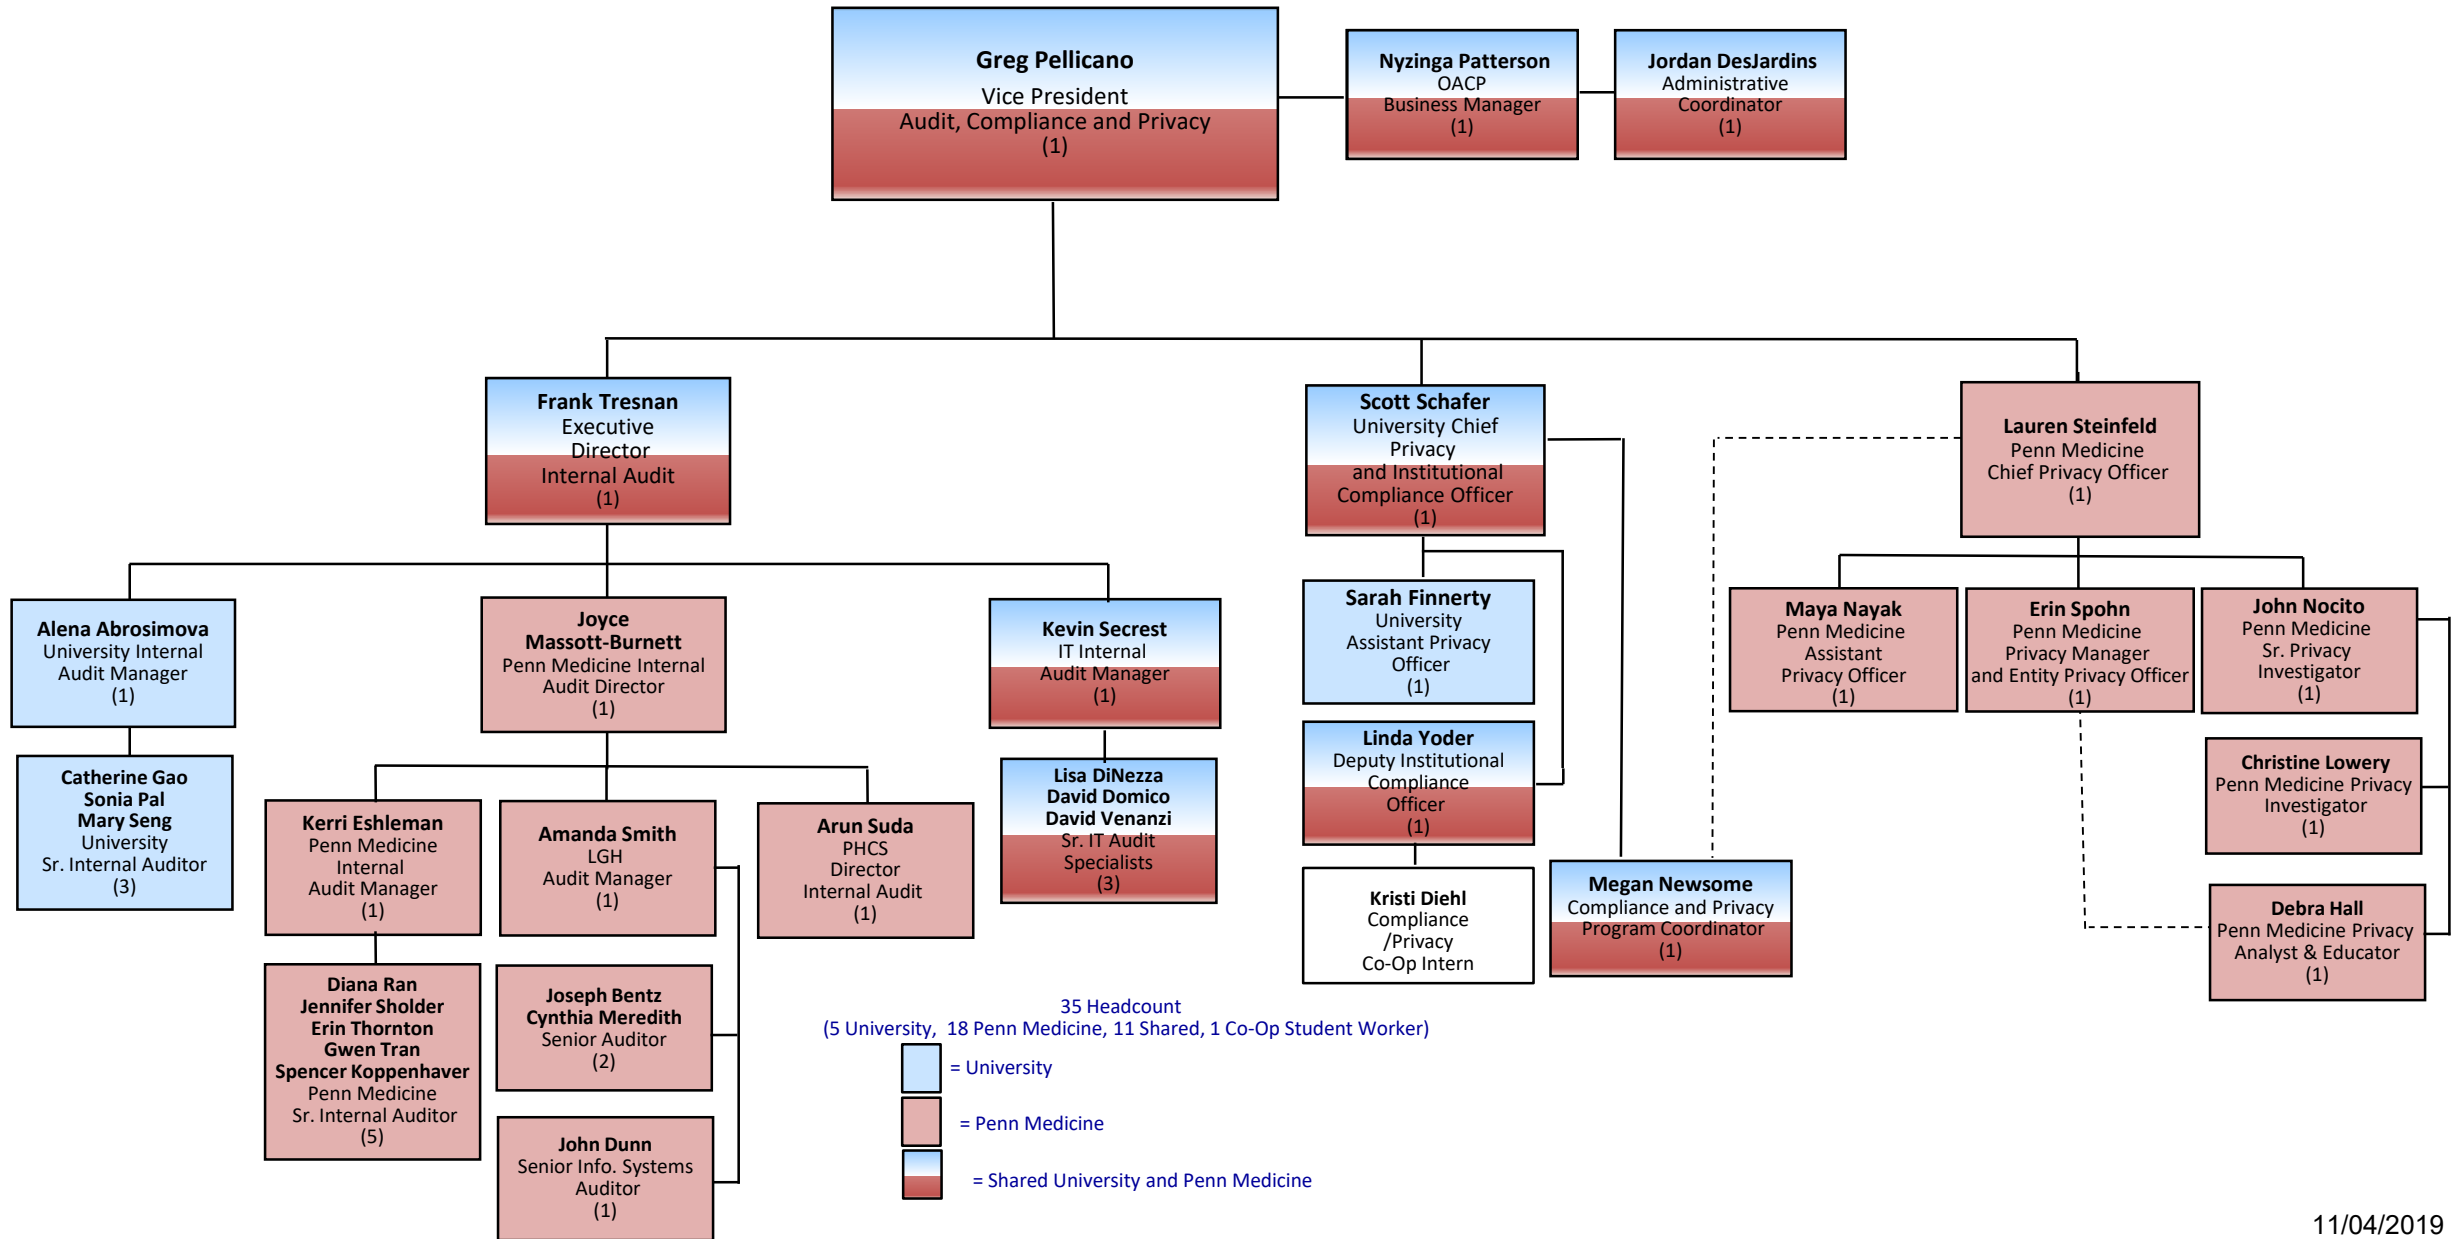 Greg Pellicano
Vice President
Audit, Compliance and Privacy
(1)
Nyzinga Patterson
OACP
Business Manager
(1)
Jordan DesJardins
Administrative
Coordinator
(1)
Frank Tresnan
Executive
Director
Internal Audit
(1)
Scott Schafer
University Chief
Privacy
and Institutional
Compliance Officer
(1)
Lauren Steinfeld
Penn Medicine
Chief Privacy Officer
(1)
Alena Abrosimova
University Internal
Audit Manager
(1)
Joyce
Massott-Burnett
Penn Medicine Internal
Audit Director
(1)
Kevin Secrest
IT Internal
Audit Manager
(1)
Sarah Finnerty
University
Assistant Privacy
Officer
(1)
Maya Nayak
Penn Medicine
Assistant
Privacy Officer
(1)
Erin Spohn
Penn Medicine
Privacy Manager
and Entity Privacy Officer
(1)
John Nocito
Penn Medicine
Sr. Privacy
Investigator
(1)
Catherine Gao
Sonia Pal
Mary Seng
University
Sr. Internal Auditor
(3)
Kerri Eshleman
Penn Medicine
Internal
Audit Manager
(1)
Amanda Smith
LGH
Audit Manager
(1)
Arun Suda
PHCS
Director
Internal Audit
(1)
Lisa DiNezza
David Domico
David Venanzi
Sr. IT Audit
Specialists
(3)
Linda Yoder
Deputy Institutional
Compliance
Officer
(1)
Christine Lowery
Penn Medicine Privacy
Investigator
(1)
Kristi Diehl
Compliance
/Privacy
Co-Op Intern
Megan Newsome
Compliance and Privacy
Program Coordinator
(1)
Debra Hall
Penn Medicine Privacy
Analyst & Educator
(1)
Diana Ran
Jennifer Sholder
Erin Thornton
Gwen Tran
Spencer Koppenhaver
Penn Medicine
Sr. Internal Auditor
(5)
Joseph Bentz
Cynthia Meredith
Senior Auditor
(2)
John Dunn
Senior Info. Systems
Auditor
(1)
35 Headcount
(5 University, 18 Penn Medicine, 11 Shared, 1 Co-Op Student Worker)
= University
= Penn Medicine
= Shared University and Penn Medicine
11/04/2019